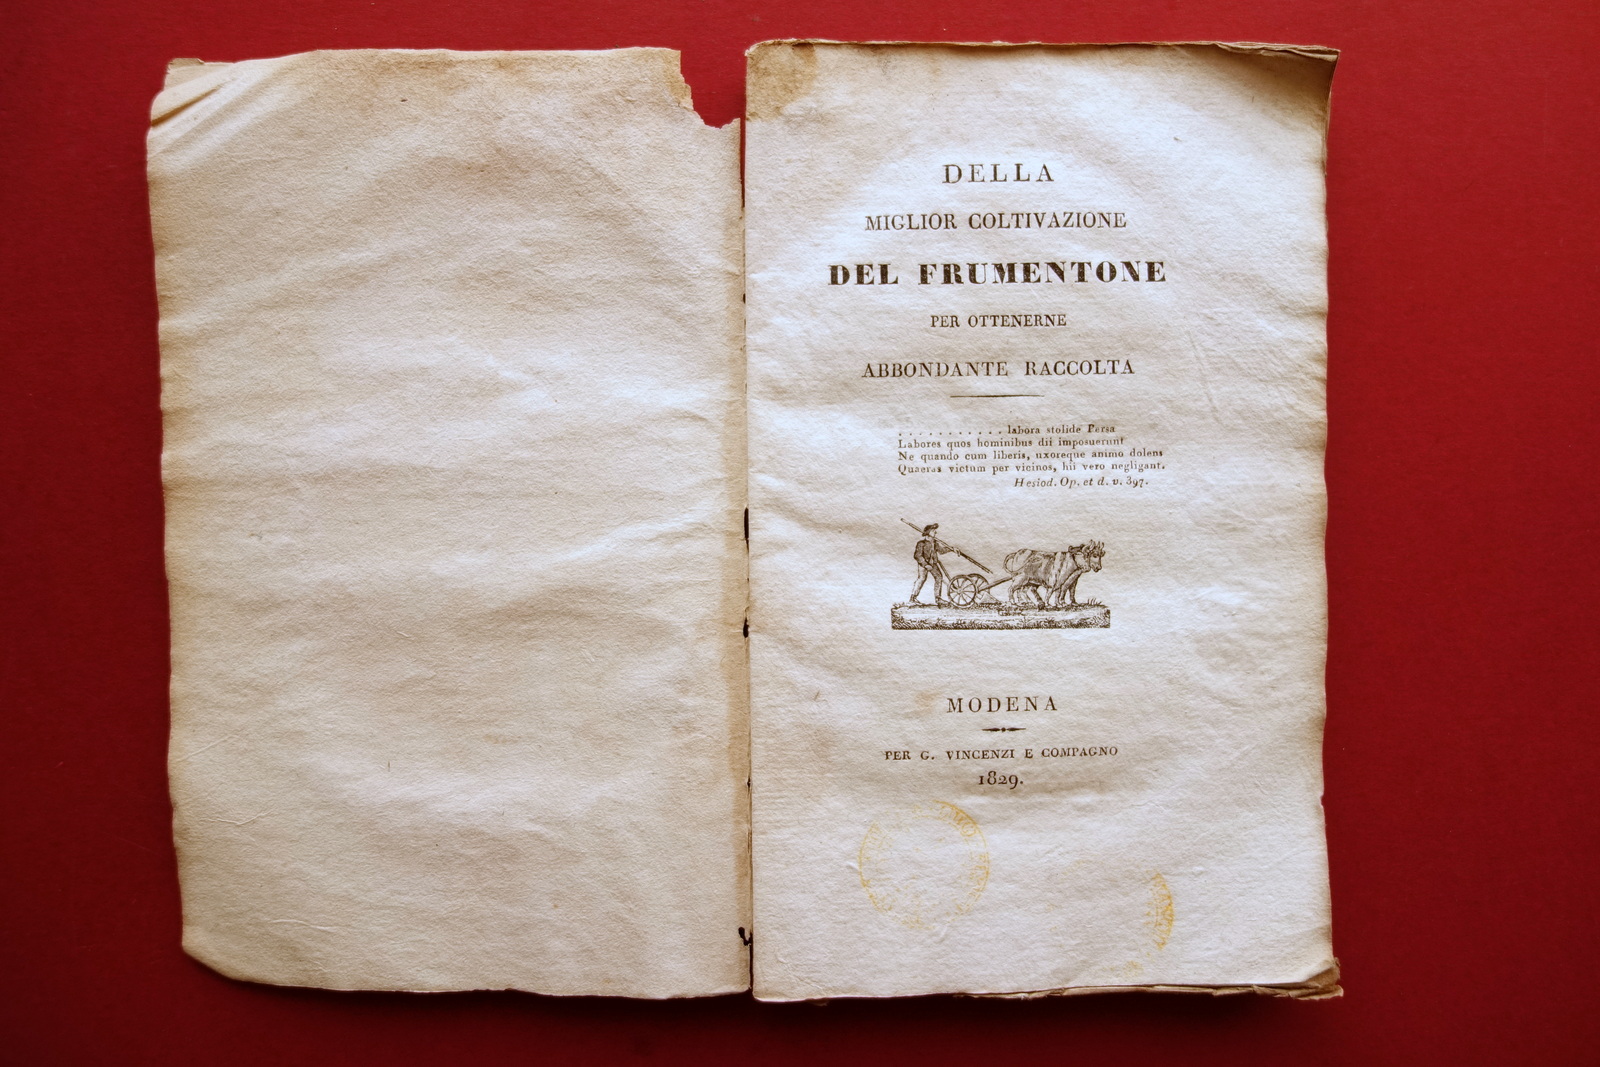 DELLA
MIGLIOR COLTIVAZIONE
DEL FRUMENTONE
PER OTTENERNE
ABBONDANTE RACCOLTA
. . . . . . . . . . . labora stolide Persa
Labores quos hominibus dii imposuerunt
Ne quando cum liberis, uxoreque animo dolens
Quaeras victum per vicinos, hii vero negligant.
Hesiod. Op. et d. v. 397.
MODENA
PER G. VINCENZI E COMPAGNO
1829.